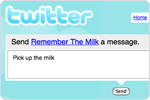 twitter
Home
Send Remember The Milk a message.
Pick up the milk
Send